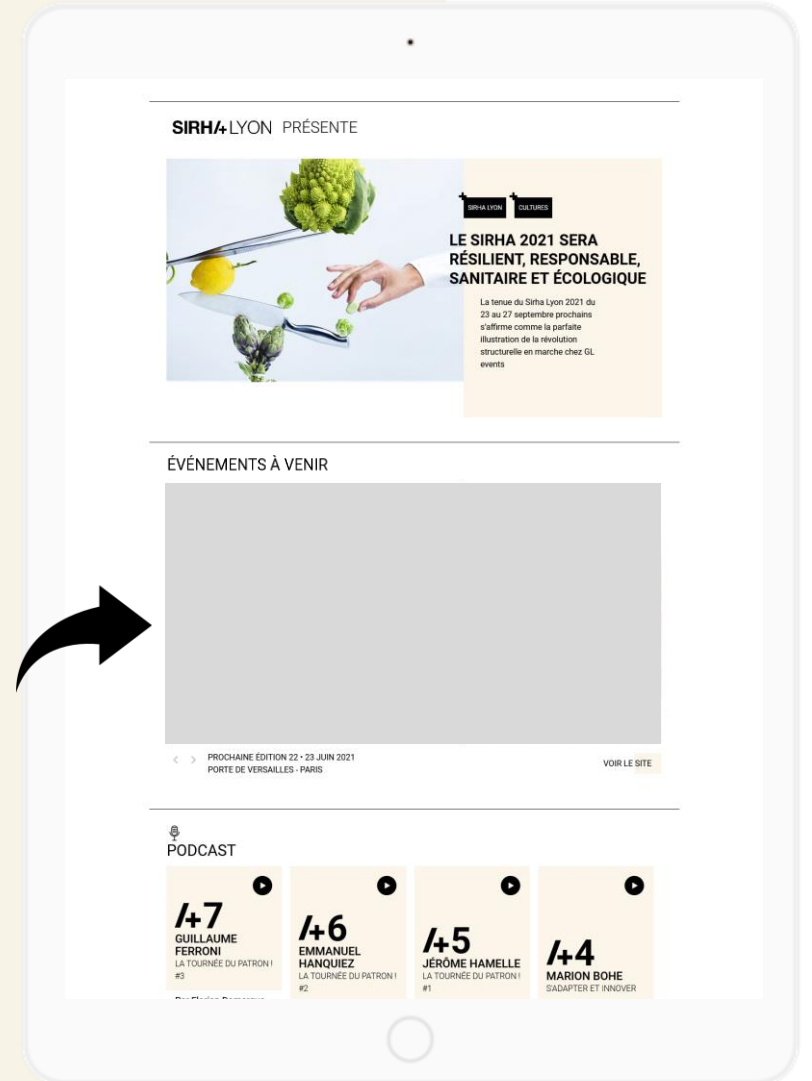 SIRHA+ LYON PRÉSENTE
SIRHA LYON
CULTURES
LE SIRHA 2021 SERA
RÉSILIENT, RESPONSABLE,
SANITAIRE ET ÉCOLOGIQUE
La tenue du Sirha Lyon 2021 du
23 au 27 septembre prochains
s'affirme comme la parfaite
illustration de la révolution
structurelle en marche chez GL
events
ÉVÉNEMENTS À VENIR
PROCHAINE ÉDITION 22 • 23 JUIN 2021
PORTE DE VERSAILLES - PARIS
VOIR LE SITE
PODCAST
/+7
GUILLAUME
FERRONI
LA TOURNÉE DU PATRON !
#3
/+6
EMMANUEL
HANQUIEZ
LA TOURNÉE DU PATRON !
#2
/+5
JÉRÔME HAMELLE
LA TOURNÉE DU PATRON !
#1
/+4
MARION BOHE
S'ADAPTER ET INNOVER